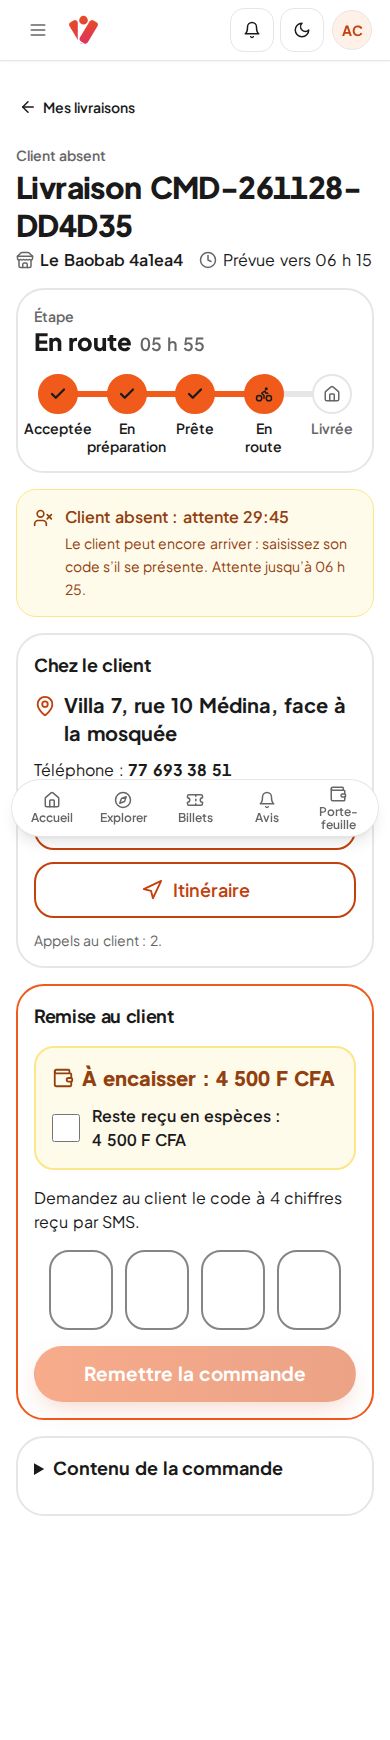 AC
Mes livraisons
Client absent
Livraison CMD-261128-
DD4D35
Le Baobab 4a1ea4 Prévue vers 06 h 15
Étape
En route 05 h 55
Acceptée En préparation Prête En route Livrée
Client absent : attente 29:45
Le client peut encore arriver : saisissez son
code s'il se présente. Attente jusqu'à 06 h
25.
Chez le client
Villa 7, rue 10 Médina, face à
la mosquée
Téléphone : 77 693 38 51
Accueil Explorer Billets Avis Porte-feuille
Itinéraire
Appels au client : 2.
Remise au client
À encaisser : 4 500 F CFA
Reste reçu en espèces :
4 500 F CFA
Demandez au client le code à 4 chiffres
reçu par SMS.
Remettre la commande
Contenu de la commande